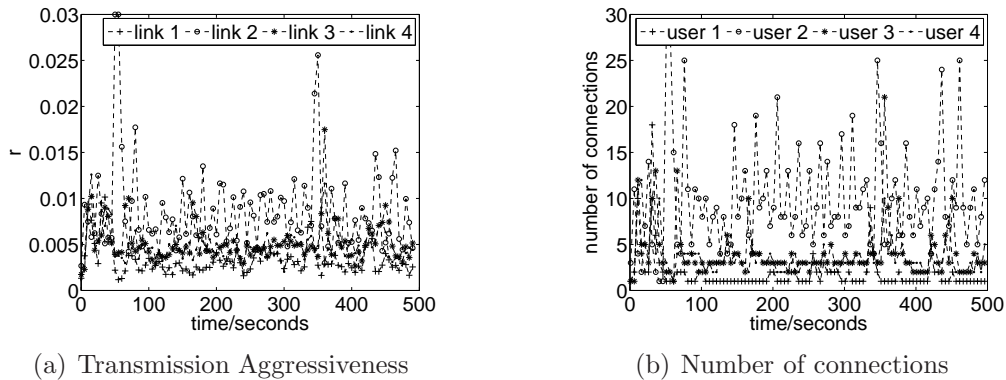 0.03
link 1 link 2 link 3 link 4
0.025
0.02
0.015
0.01
0.005
0
r
0 100 200 300 400 500
time/seconds
(a) Transmission Aggressiveness
30
user 1 user 2 user 3 user 4
25
20
15
10
5
0
number of connections
0 100 200 300 400 500
time/seconds
(b) Number of connections